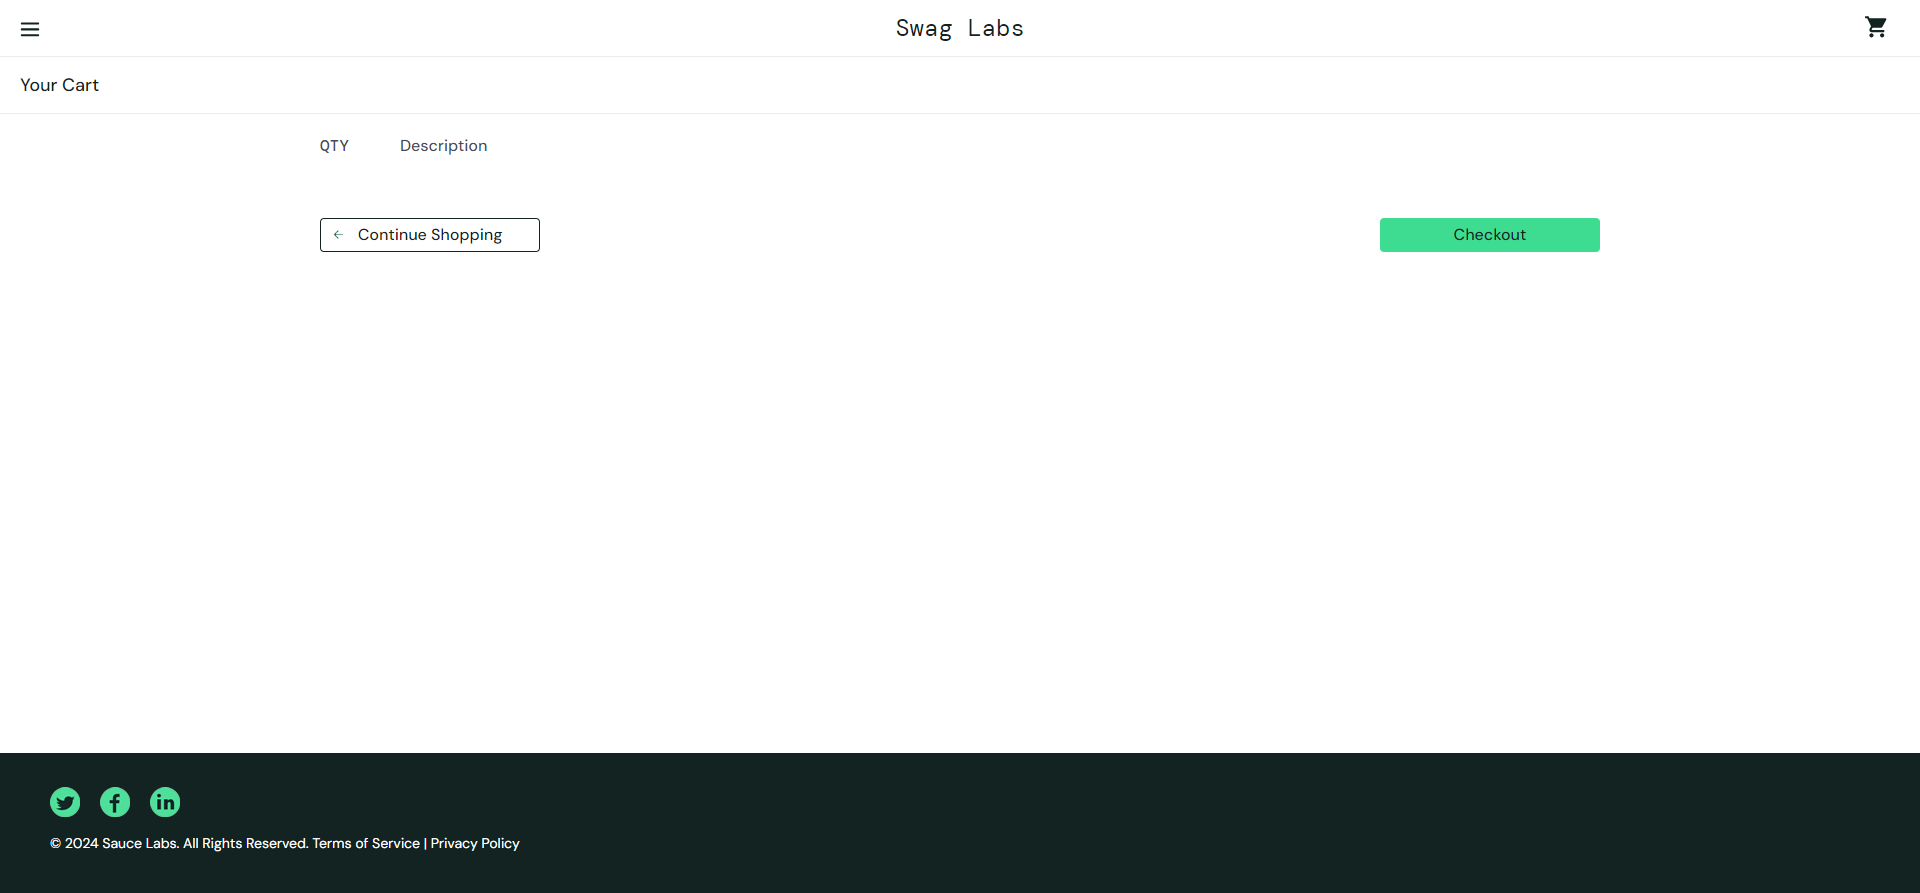 Swag Labs
Your Cart
QTY Description
Continue Shopping Checkout
© 2024 Sauce Labs. All Rights Reserved. Terms of Service | Privacy Policy